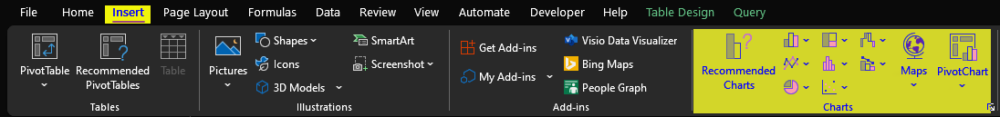 File Home Insert Page Layout Formulas Data Review View Automate Developer Help Table Design Query
PivotTable
Recommended
PivotTables
Table
Tables
Pictures
Shapes
Icons
3D Models
SmartArt
Screenshot
Illustrations
Get Add-ins
My Add-ins
Visio Data Visualizer
Bing Maps
People Graph
Add-ins
Recommended
Charts
Maps
PivotChart
Charts